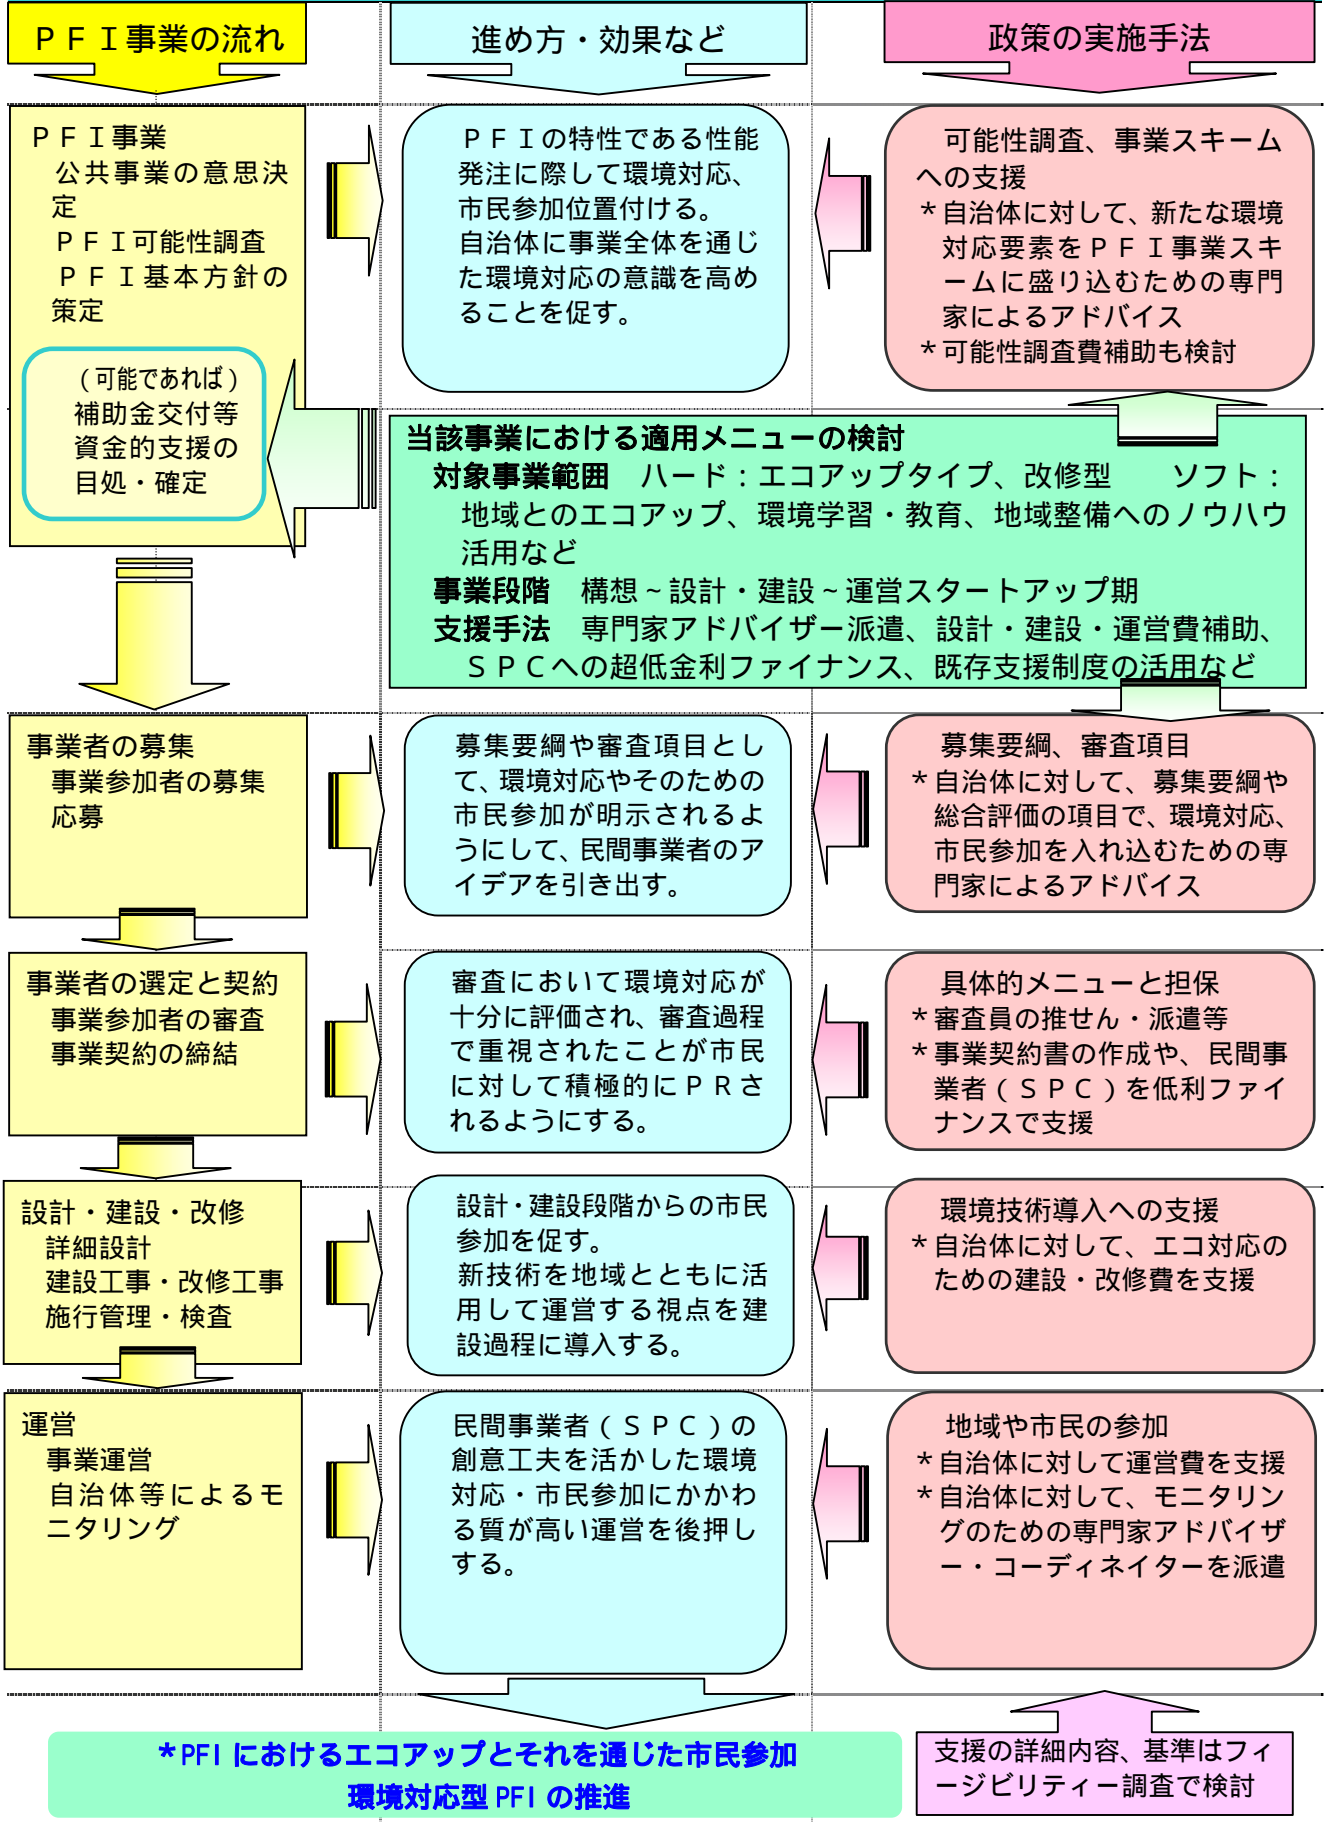 ＰＦＩ事業の流れ
進め方・効果など
政策の実施手法
ＰＦＩ事業
公共事業の意思決
定
ＰＦＩ可能性調査
ＰＦＩ基本方針の
策定
（可能であれば）
補助金交付等
資金的支援の
目処・確定
ＰＦＩの特性である性能
発注に際して環境対応、
市民参加位置付ける。
自治体に事業全体を通じ
た環境対応の意識を高め
ることを促す。
可能性調査、事業スキーム
への支援
＊自治体に対して、新たな環境
対応要素をＰＦＩ事業スキ
ームに盛り込むための専門
家によるアドバイス
＊可能性調査費補助も検討
当該事業における適用メニューの検討
対象事業範囲　ハード：エコアップタイプ、改修型　　ソフト：
地域とのエコアップ、環境学習・教育、地域整備へのノウハウ
活用など
事業段階　構想～設計・建設～運営スタートアップ期
支援手法　専門家アドバイザー派遣、設計・建設・運営費補助、
ＳＰＣへの超低金利ファイナンス、既存支援制度の活用など
事業者の募集
事業参加者の募集
応募
募集要綱や審査項目とし
て、環境対応やそのための
市民参加が明示されるよ
うにして、民間事業者のア
イデアを引き出す。
募集要綱、審査項目
＊自治体に対して、募集要綱や
総合評価の項目で、環境対応、
市民参加を入れ込むための専
門家によるアドバイス
事業者の選定と契約
事業参加者の審査
事業契約の締結
審査において環境対応が
十分に評価され、審査過程
で重視されたことが市民
に対して積極的にＰＲさ
れるようにする。
具体的メニューと担保
＊審査員の推せん・派遣等
＊事業契約書の作成や、民間事
業者（ＳＰＣ）を低利ファイ
ナンスで支援
設計・建設・改修
詳細設計
建設工事・改修工事
施行管理・検査
設計・建設段階からの市民
参加を促す。
新技術を地域とともに活
用して運営する視点を建
設過程に導入する。
環境技術導入への支援
＊自治体に対して、エコ対応の
ための建設・改修費を支援
運営
事業運営
自治体等によるモ
ニタリング
民間事業者（ＳＰＣ）の
創意工夫を活かした環境
対応・市民参加にかかわ
る質が高い運営を後押し
する。
地域や市民の参加
＊自治体に対して運営費を支援
＊自治体に対して、モニタリン
グのための専門家アドバイザ
ー・コーディネイターを派遣
＊PFI におけるエコアップとそれを通じた市民参加
環境対応型 PFI の推進
支援の詳細内容、基準はフィ
ージビリティー調査で検討